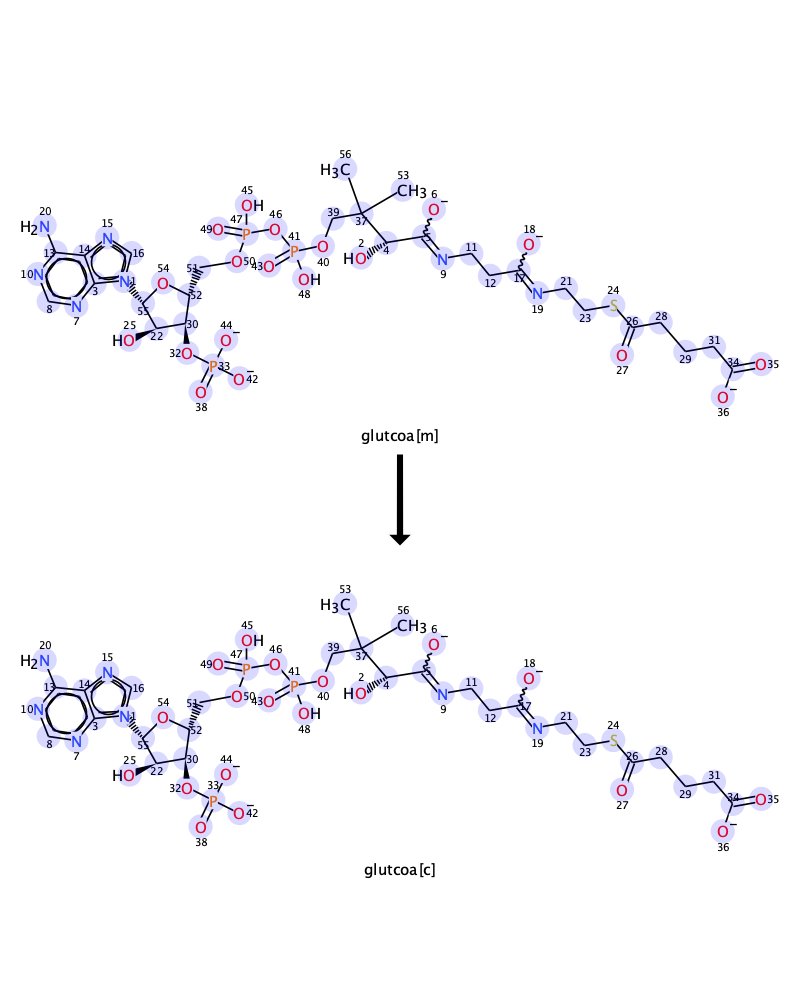 56
H₃C 53
45 CH₃ 6
OH 39 O⁻
20 47 46 37 18
H₂N 15 49 O P O 41 2 O⁻
N O 4 11
13 14 16 51 O 50 43 O P O 40 HO N
10 N N 1 54 OH 9 12 17 21 24
3 O 52 48 N S
8 N 55 19 23 26 28
7 25 30 44 O 31
HO 22 O⁻ 27 29 34 O 35
32 O P 33 O⁻
O O⁻ 42 36
38
glutcoa[m]
53
H₃C 56
45 CH₃ 6
OH 39 O⁻
20 47 46 37 18
H₂N 15 49 O P O 41 2 O⁻
N O 4 11
13 14 16 51 O 50 43 O P O 40 HO N
10 N N 1 54 OH 9 12 17 21 24
3 O 52 48 N S
8 N 55 19 23 26 28
7 25 30 44 O 31
HO 22 O⁻ 27 29 34 O 35
32 O P 33 O⁻
O O⁻ 42 36
38
glutcoa[c]